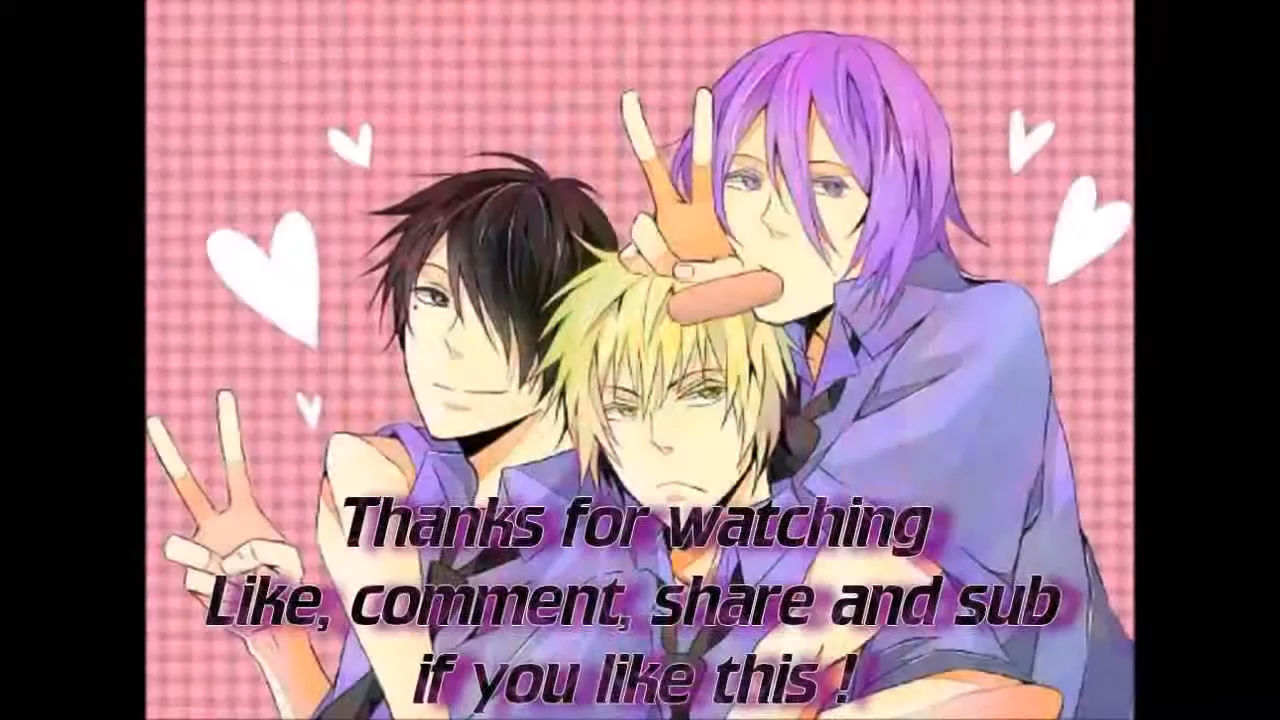 Thanks for watching
Like, comment, share and sub
if you like this !